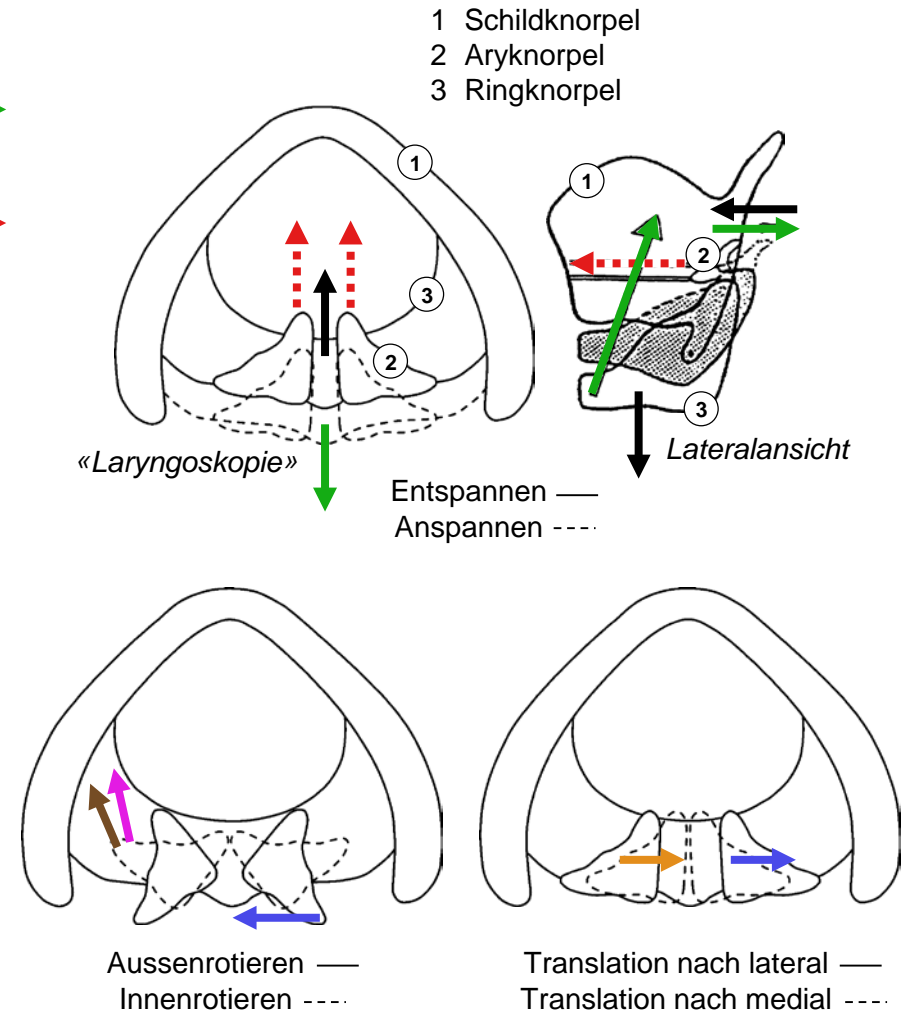 1 Schildknorpel
2 Aryknorpel
3 Ringknorpel
1
1
2
3
2
3
«Laryngoskopie»
Lateralansicht
Entspannen —
Anspannen ----
Aussenrotieren —
Innenrotieren ----
Translation nach lateral —
Translation nach medial ----